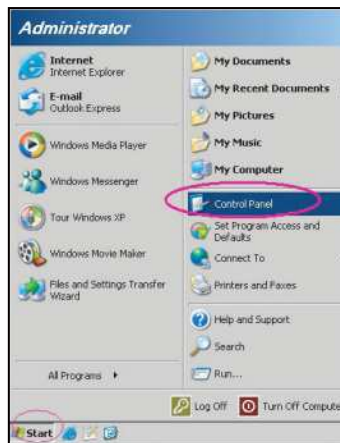 Administrator
Internet
Internet Explorer
E-mail
Outlook Express
Windows Media Player
Windows Messenger
Tour Windows XP
Windows Movie Maker
Files and Settings Transfer
Wizard
All Programs
My Documents
My Recent Documents
My Pictures
My Music
My Computer
Control Panel
Set Program Access and
Defaults
Connect To
Printers and Faxes
Help and Support
Search
Run...
Log Off
Turn Off Compute
Start